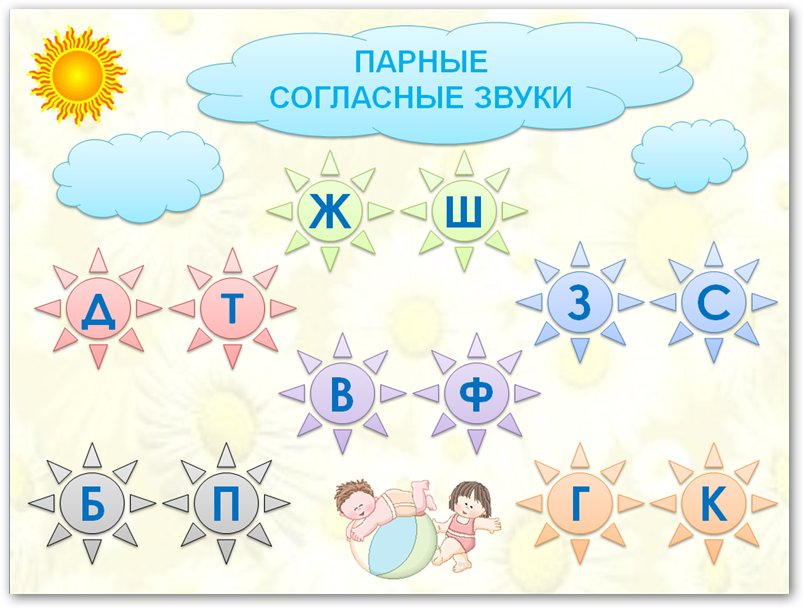 ПАРНЫЕ
СОГЛАСНЫЕ ЗВУКИ
Ж Ш
Д Т
З С
В Ф
Б П
Г К